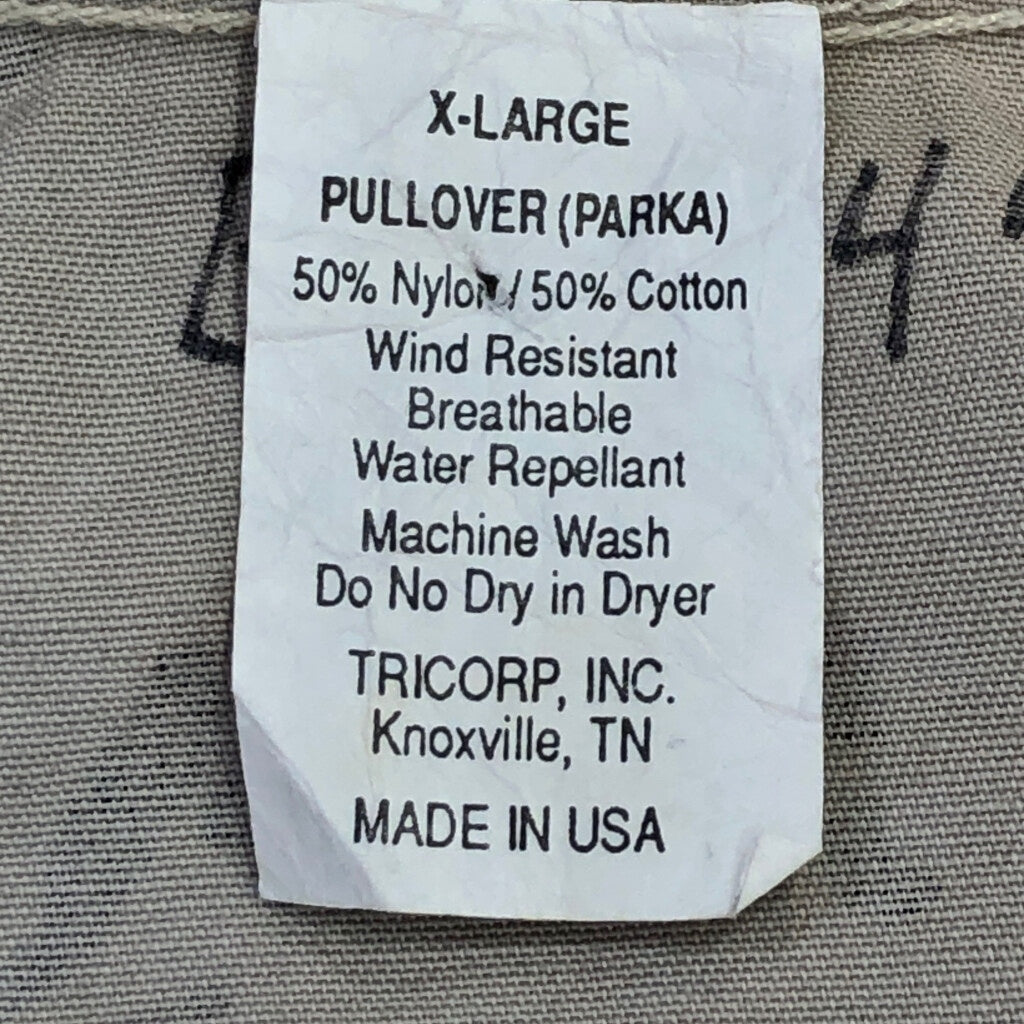 X-LARGE
PULLOVER (PARKA)
50% Nylon / 50% Cotton
Wind Resistant
Breathable
Water Repellant
Machine Wash
Do No Dry in Dryer
TRICORP, INC.
Knoxville, TN
MADE IN USA
4